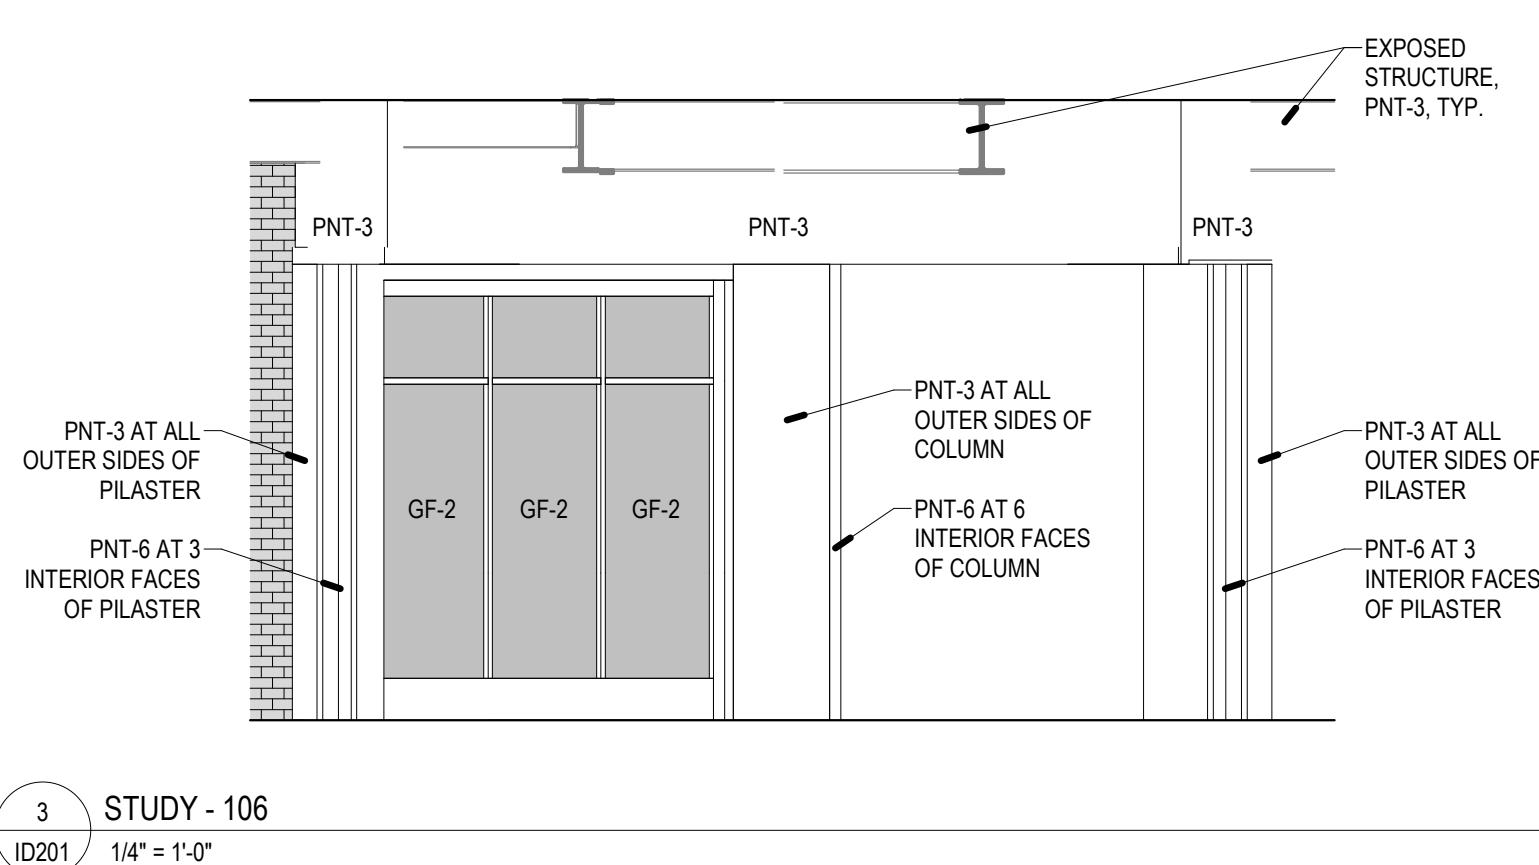 EXPOSED
STRUCTURE,
PNT-3, TYP.
PNT-3
PNT-3
PNT-3
PNT-3 AT ALL
OUTER SIDES OF
PILASTER
PNT-6 AT 3
INTERIOR FACES
OF PILASTER
GF-2
GF-2
GF-2
PNT-3 AT ALL
OUTER SIDES OF
COLUMN
PNT-6 AT 6
INTERIOR FACES
OF COLUMN
PNT-3 AT ALL
OUTER SIDES OF
PILASTER
PNT-6 AT 3
INTERIOR FACES
OF PILASTER
3
STUDY - 106
ID201
1/4" = 1'-0"